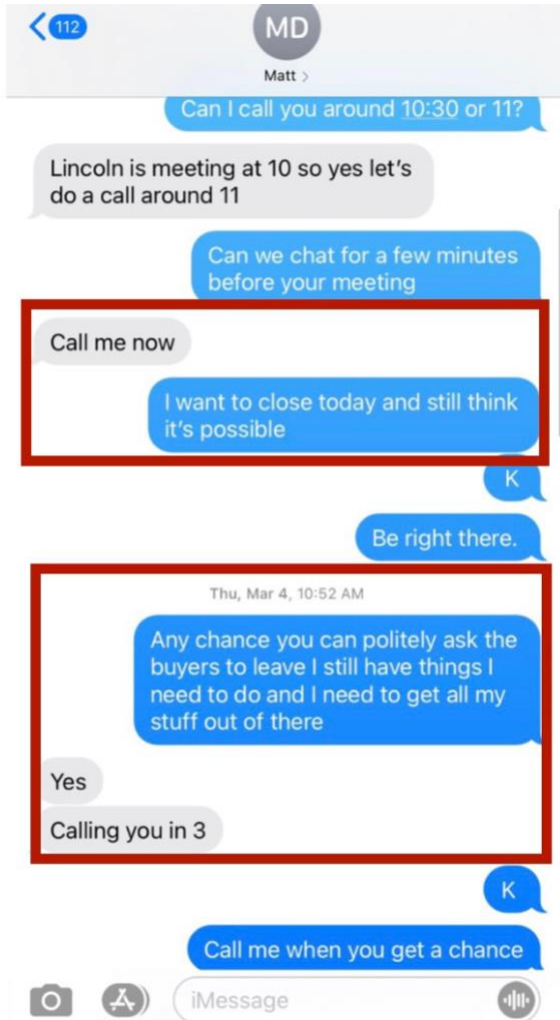 112
MD
Matt >
Can I call you around 10:30 or 11?
Lincoln is meeting at 10 so yes let's
do a call around 11
Can we chat for a few minutes
before your meeting
Call me now
I want to close today and still think
it's possible
K
Be right there.
Thu, Mar 4, 10:52 AM
Any chance you can politely ask the
buyers to leave I still have things I
need to do and I need to get all my
stuff out of there
Yes
Calling you in 3
K
Call me when you get a chance
iMessage